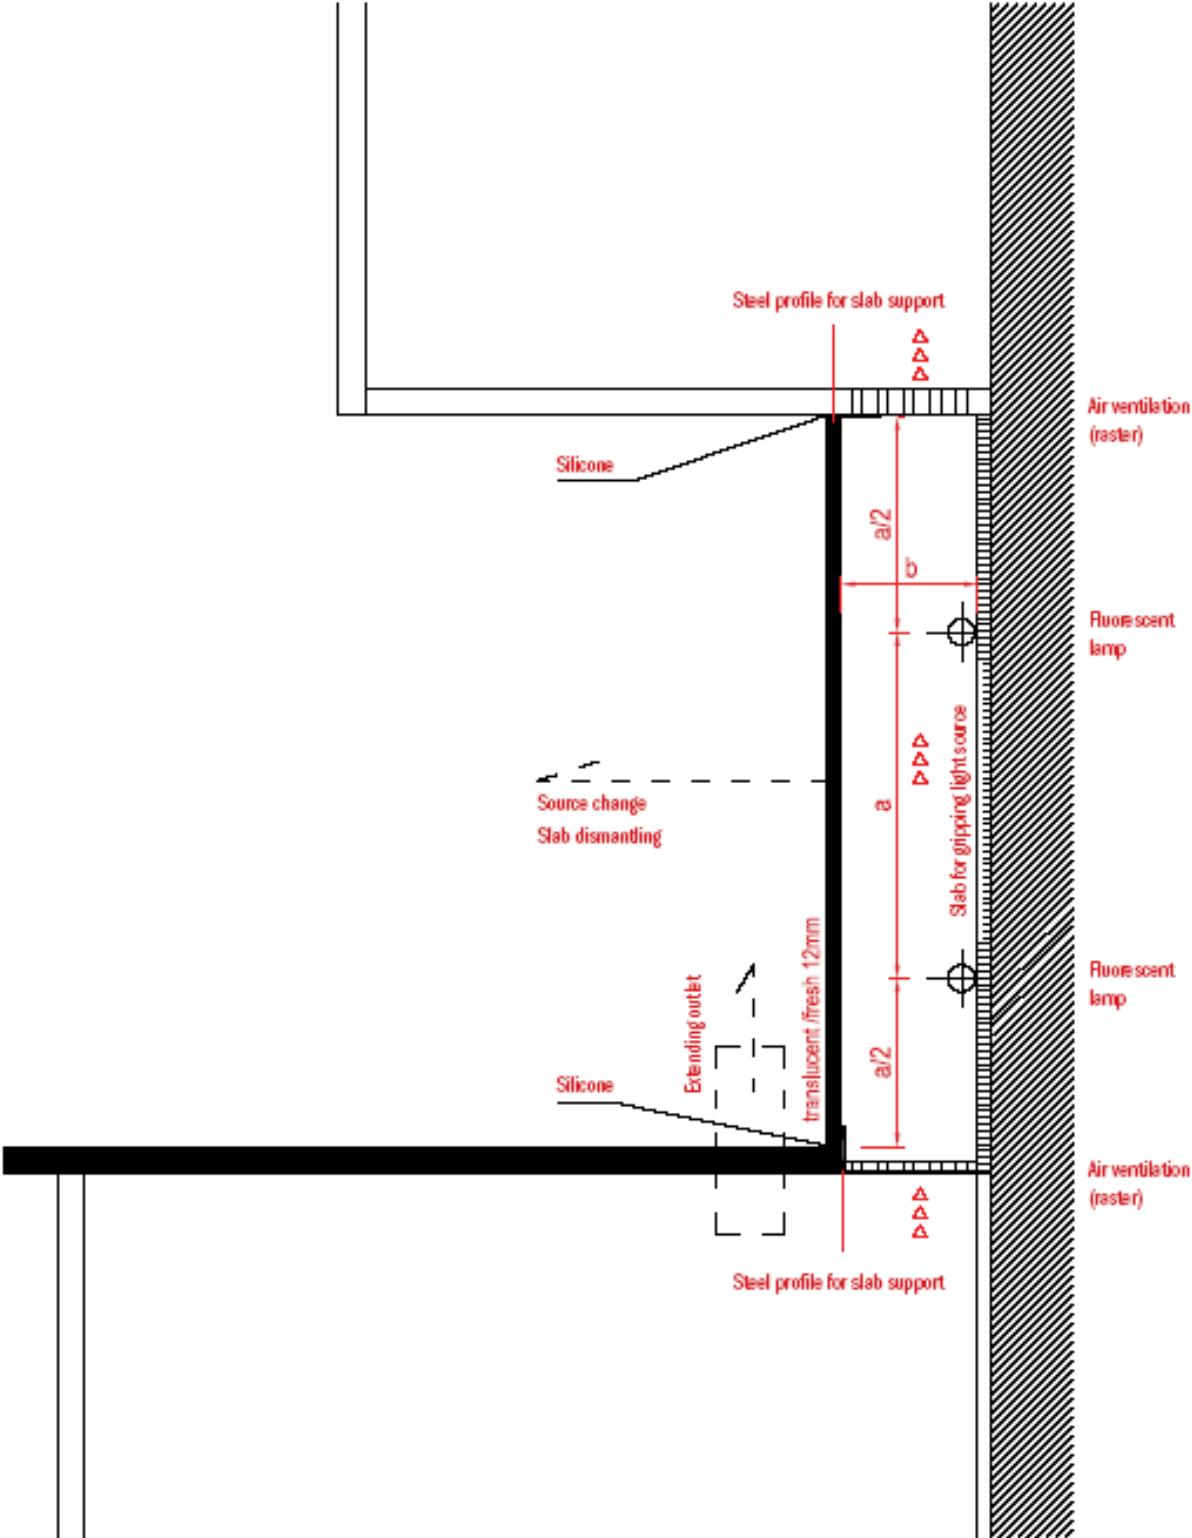 Steel profile for slab support
Air ventilation
(raster)
Silicone
a/2
b
Fluorescent
lamp
Slab for gripping light source
a
Source change
Slab dismantling
translucent /fresh 12mm
Extending outlet
Fluorescent
lamp
a/2
Silicone
Air ventilation
(raster)
Steel profile for slab support